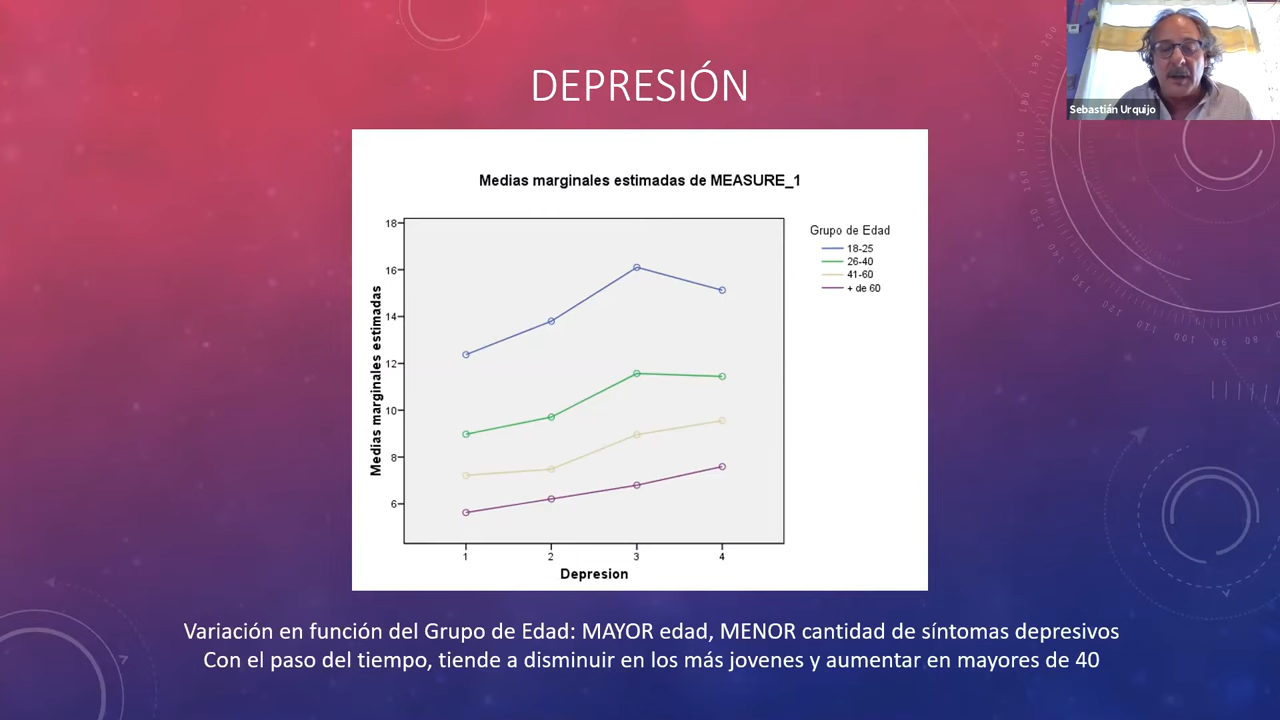 DEPRESIÓN
Sebastián Urquijo
Medias marginales estimadas de MEASURE_1
Medias marginales estimadas
18
16
14
12
10
8
6
1 2 3 4
Depresion
Grupo de Edad
18-25
26-40
41-60
+ de 60
Variación en función del Grupo de Edad: MAYOR edad, MENOR cantidad de síntomas depresivos
Con el paso del tiempo, tiende a disminuir en los más jovenes y aumentar en mayores de 40